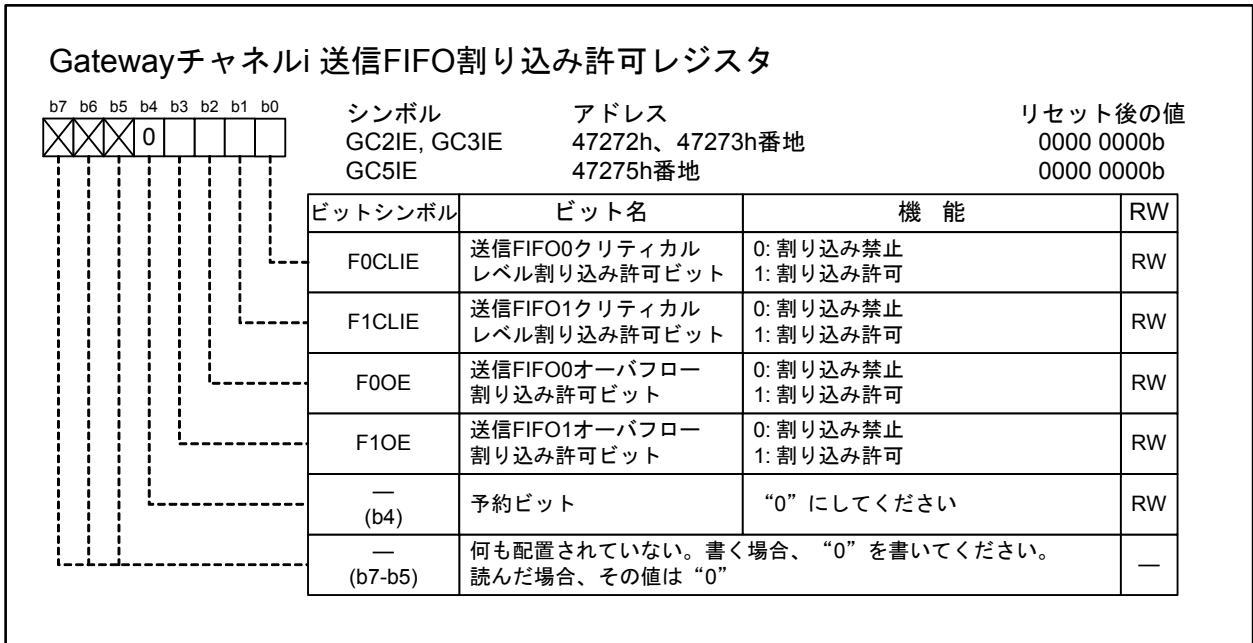 Gatewayチャネルi 送信FIFO割り込み許可レジスタ
b7 b6 b5 b4 b3 b2 b1 b0
0
シンボル アドレス リセット後の値
GC2IE, GC3IE 47272h、47273h番地 0000 0000b
GC5IE 47275h番地 0000 0000b
ビットシンボル ビット名 機 能 RW
F0CLIE 送信FIFO0クリティカル 0: 割り込み禁止 RW
レベル割り込み許可ビット 1: 割り込み許可
F1CLIE 送信FIFO1クリティカル 0: 割り込み禁止 RW
レベル割り込み許可ビット 1: 割り込み許可
F0OE 送信FIFO0オーバフロー 0: 割り込み禁止 RW
割り込み許可ビット 1: 割り込み許可
F1OE 送信FIFO1オーバフロー 0: 割り込み禁止 RW
割り込み許可ビット 1: 割り込み許可
— (b4) 予約ビット “0”にしてください RW
— (b7-b5) 何も配置されていない。書く場合、“0”を書いてください。 —
読んだ場合、その値は“0”